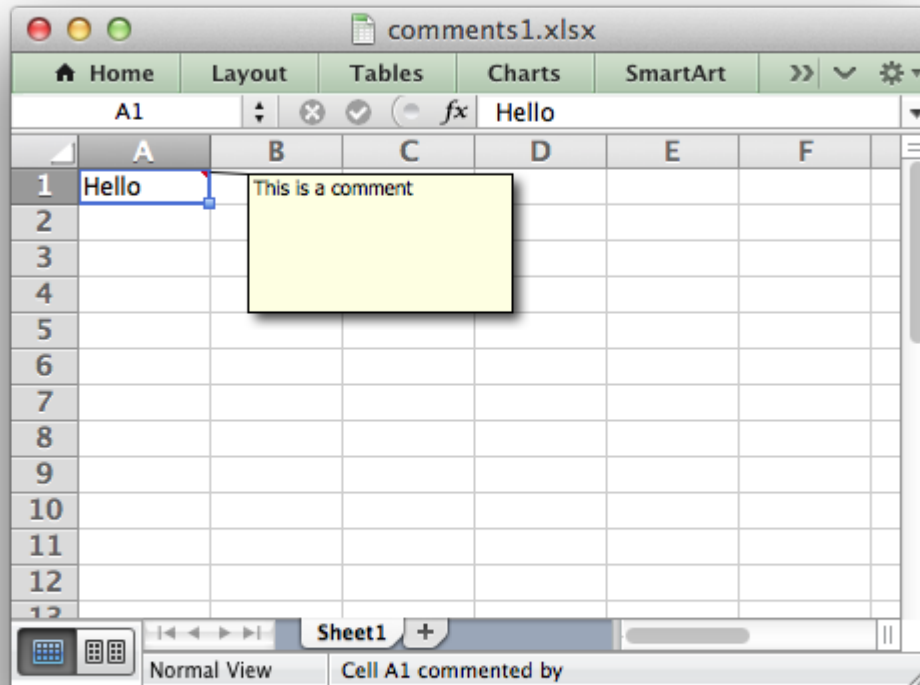 comments1.xlsx
Home Layout Tables Charts SmartArt
A1 fx Hello
A B C D E F
1 Hello This is a comment
2
3
4
5
6
7
8
9
10
11
12
13
Sheet1 +
Normal View Cell A1 commented by